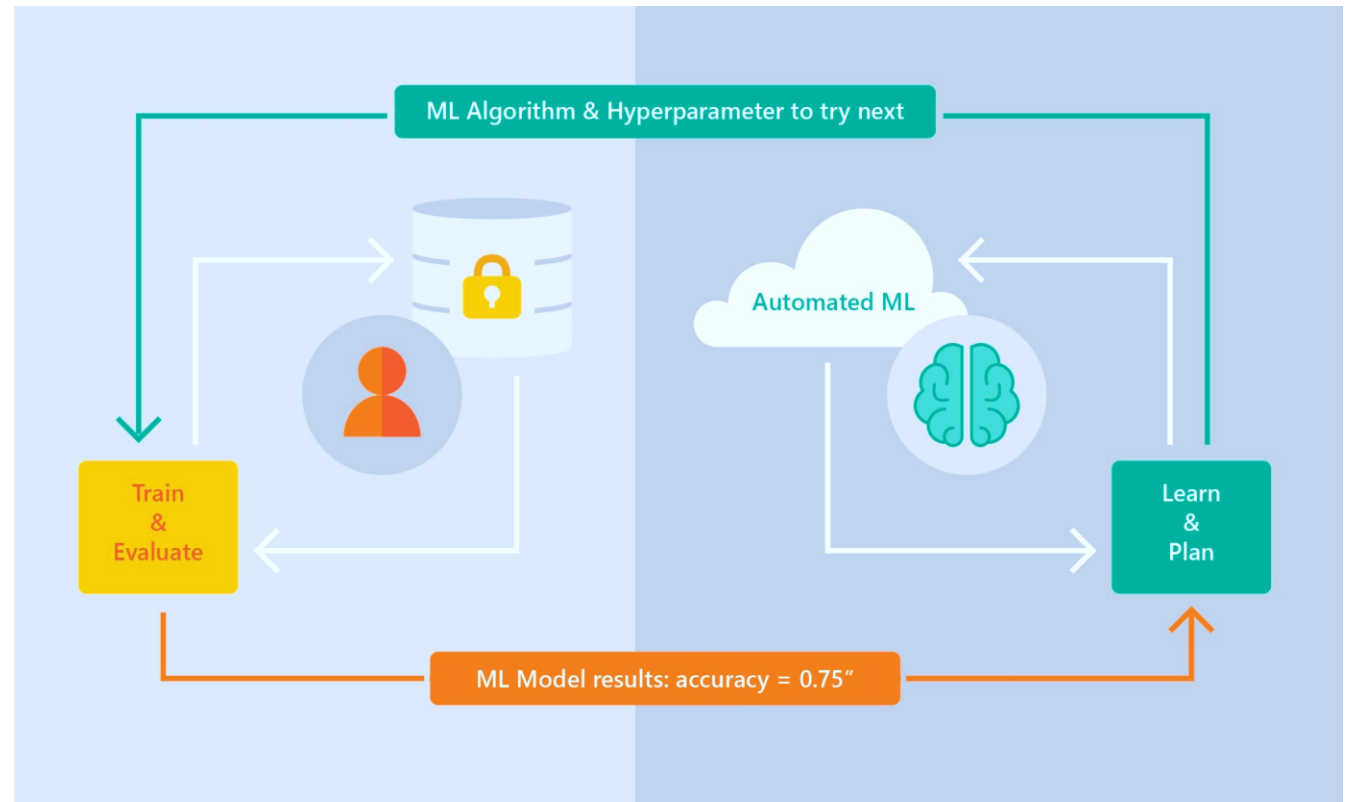 ML Algorithm & Hyperparameter to try next
Automated ML
Train
&
Evaluate
Learn
&
Plan
ML Model results: accuracy = 0.75″